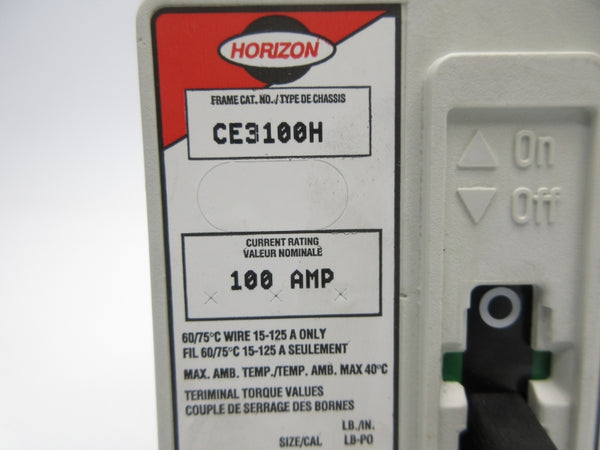 HORIZON
FRAME CAT. NO./TYPE DE CHASSIS
CE3100H
CURRENT RATING
VALEUR NOMINALE
100 AMP
60/75°C WIRE 15-125 A ONLY
FIL 60/75°C 15-125 A SEULEMENT
MAX. AMB. TEMP./TEMP. AMB. MAX 40°C
TERIMINAL TORQUE VALUES
COUPLE DE SERRAGE DES BORNES
LB./IN.
SIZE/CAL LB-PO
On
Off